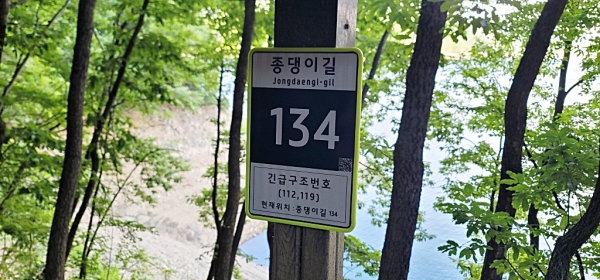 종댕이길
Jongdaengi-gil
134
긴급구조번호
(112,119)
현재위치 : 종댕이길 134